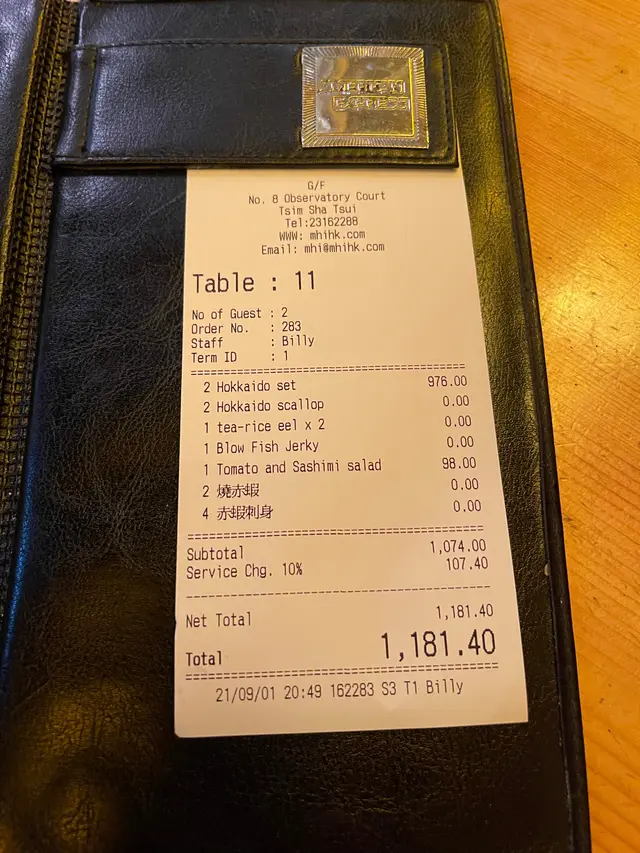 AMERICAN
EXPRESS
G/F
No. 8 Observatory Court
Tsim Sha Tsui
Tel:23162288
WWW: mhihk.com
Email: mhi@mhihk.com
Table : 11
No of Guest : 2
Order No. : 283
Staff : Billy
Term ID : 1
2 Hokkaido set 976.00
2 Hokkaido scallop 0.00
1 tea-rice eel x 2 0.00
1 Blow Fish Jerky 0.00
1 Tomato and Sashimi salad 98.00
2 燒赤蝦 0.00
4 赤蝦刺身 0.00
Subtotal 1,074.00
Service Chg. 10% 107.40
Net Total 1,181.40
Total 1,181.40
21/09/01 20:49 162283 S3 T1 Billy